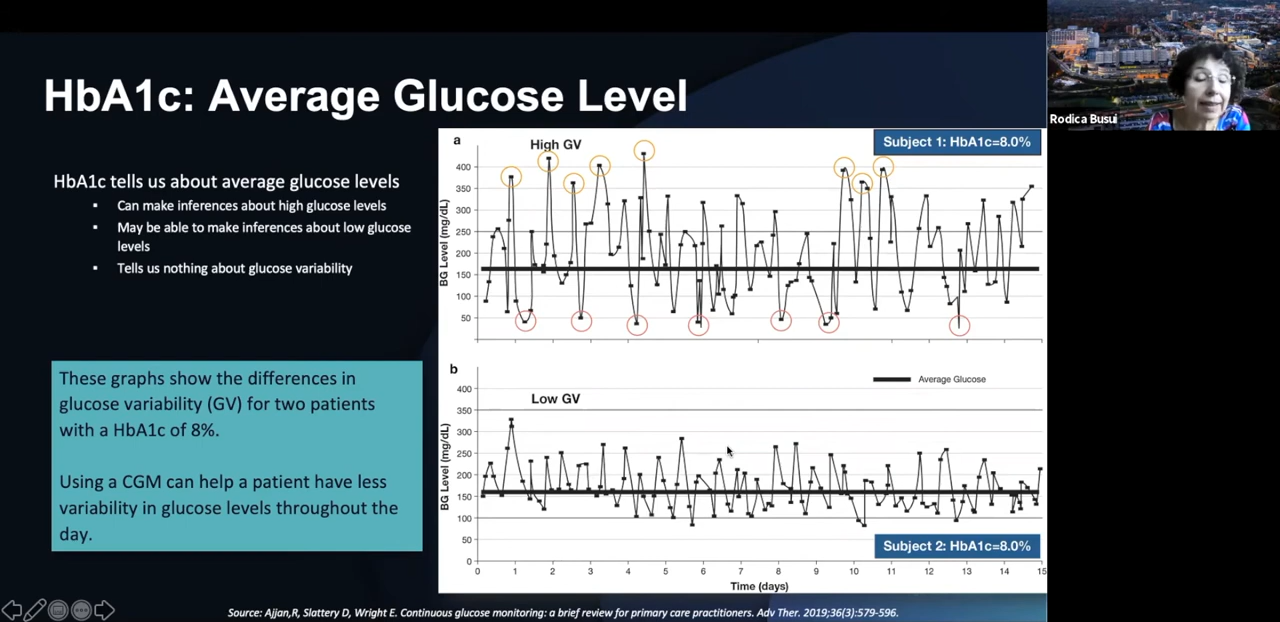 HbA1c: Average Glucose Level
Rodica Busui
HbA1c tells us about average glucose levels
▪ Can make inferences about high glucose levels
▪ May be able to make inferences about low glucose
levels
▪ Tells us nothing about glucose variability
These graphs show the differences in
glucose variability (GV) for two patients
with a HbA1c of 8%.
Using a CGM can help a patient have less
variability in glucose levels throughout the
day.
a
High GV
Subject 1: HbA1c=8.0%
BG Level (mg/dL)
400
350
300
250
200
150
100
50
b
Low GV
Average Glucose
BG Level (mg/dL)
400
350
300
250
200
150
100
50
0
Subject 2: HbA1c=8.0%
0 1 2 3 4 5 6 7 8 9 10 11 12 13 14 15
Time (days)
Source: Ajjan,R, Slattery D, Wright E. Continuous glucose monitoring: a brief review for primary care practitioners. Adv Ther. 2019;36(3):579-596.